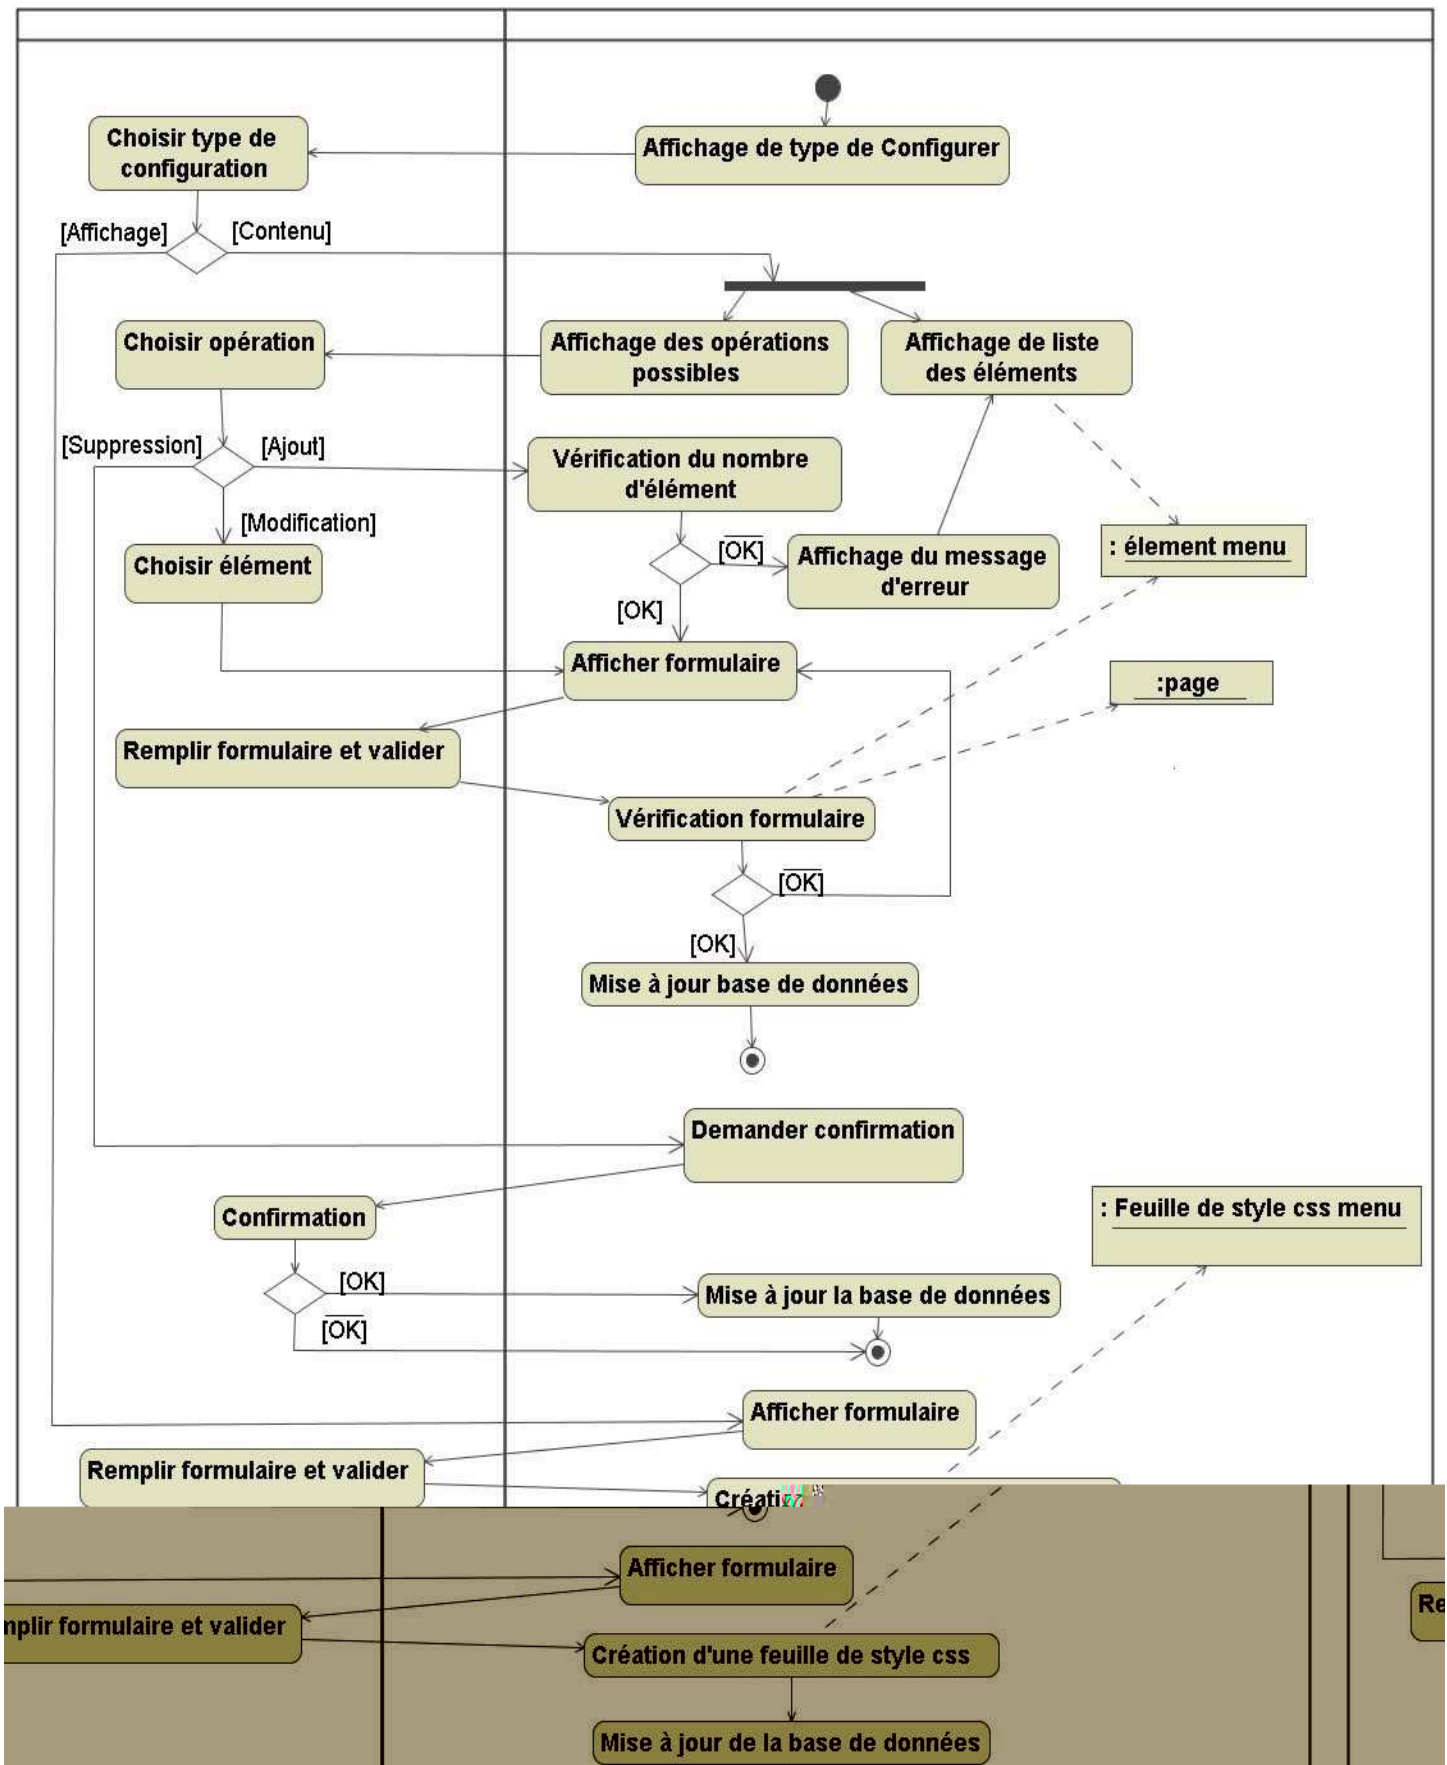 Choisir type de
configuration
Affichage de type de Configurer
[Affichage]
[Contenu]
Choisir opération
Affichage des opérations
possibles
Affichage de liste
des éléments
[Suppression]
[Ajout]
Vérification du nombre
d'élément
[Modification]
Choisir élément
[OK]
Affichage du message
d'erreur
: élement menu
[OK]
Afficher formulaire
:page
Remplir formulaire et valider
Vérification formulaire
[OK]
[OK]
Mise à jour base de données
Demander confirmation
Confirmation
: Feuille de style css menu
[OK]
Mise à jour la base de données
[OK]
Afficher formulaire
Remplir formulaire et valider
Créati
Afficher formulaire
mplir formulaire et valider
Re
Création d'une feuille de style css
Mise à jour de la base de données